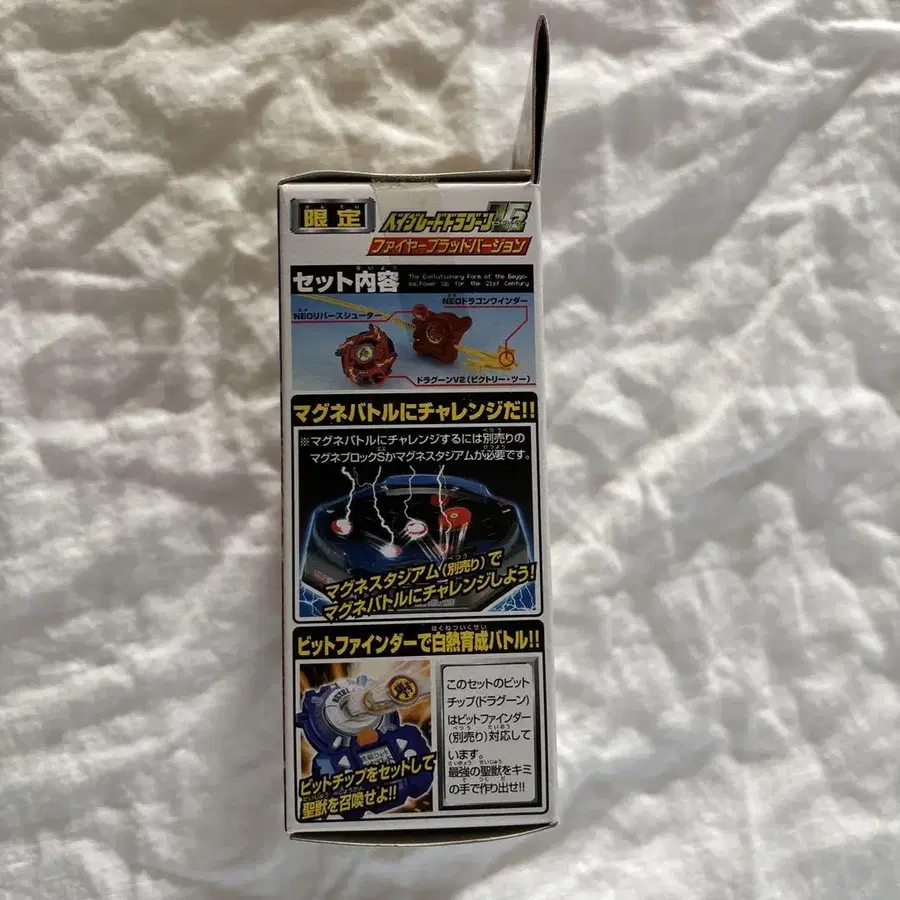 限定
ベイブレードドラグーンV2
ファイヤーブラッドバージョン
セット内容
The Evolutionary Form of the Beygo-
ma!Power Up for the 21st Century
NEOドラゴンワインダー
NEOリバースシューター
ドラグーンV2(ビクトリー・ツー)
マグネバトルにチャレンジだ!!
※マグネバトルにチャレンジするには別売りの
マグネブロックSかマグネスタジアムが必要です。
マグネスタジアム(別売り)で
マグネバトルにチャレンジしよう!
ビットファインダーで白熱育成バトル!!
ビットチップをセットして
聖獣を召喚せよ!!
このセットのビット
チップ(ドラグーン)
はビットファインダー
(別売り)対応して
います。
最強の聖獣をキミ
の手で作り出せ!!